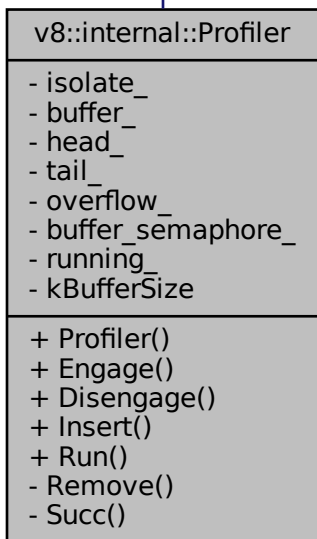 v8::internal::Profiler
- isolate_
- buffer_
- head_
- tail_
- overflow_
- buffer_semaphore_
- running_
- kBufferSize
+ Profiler()
+ Engage()
+ Disengage()
+ Insert()
+ Run()
- Remove()
- Succ()